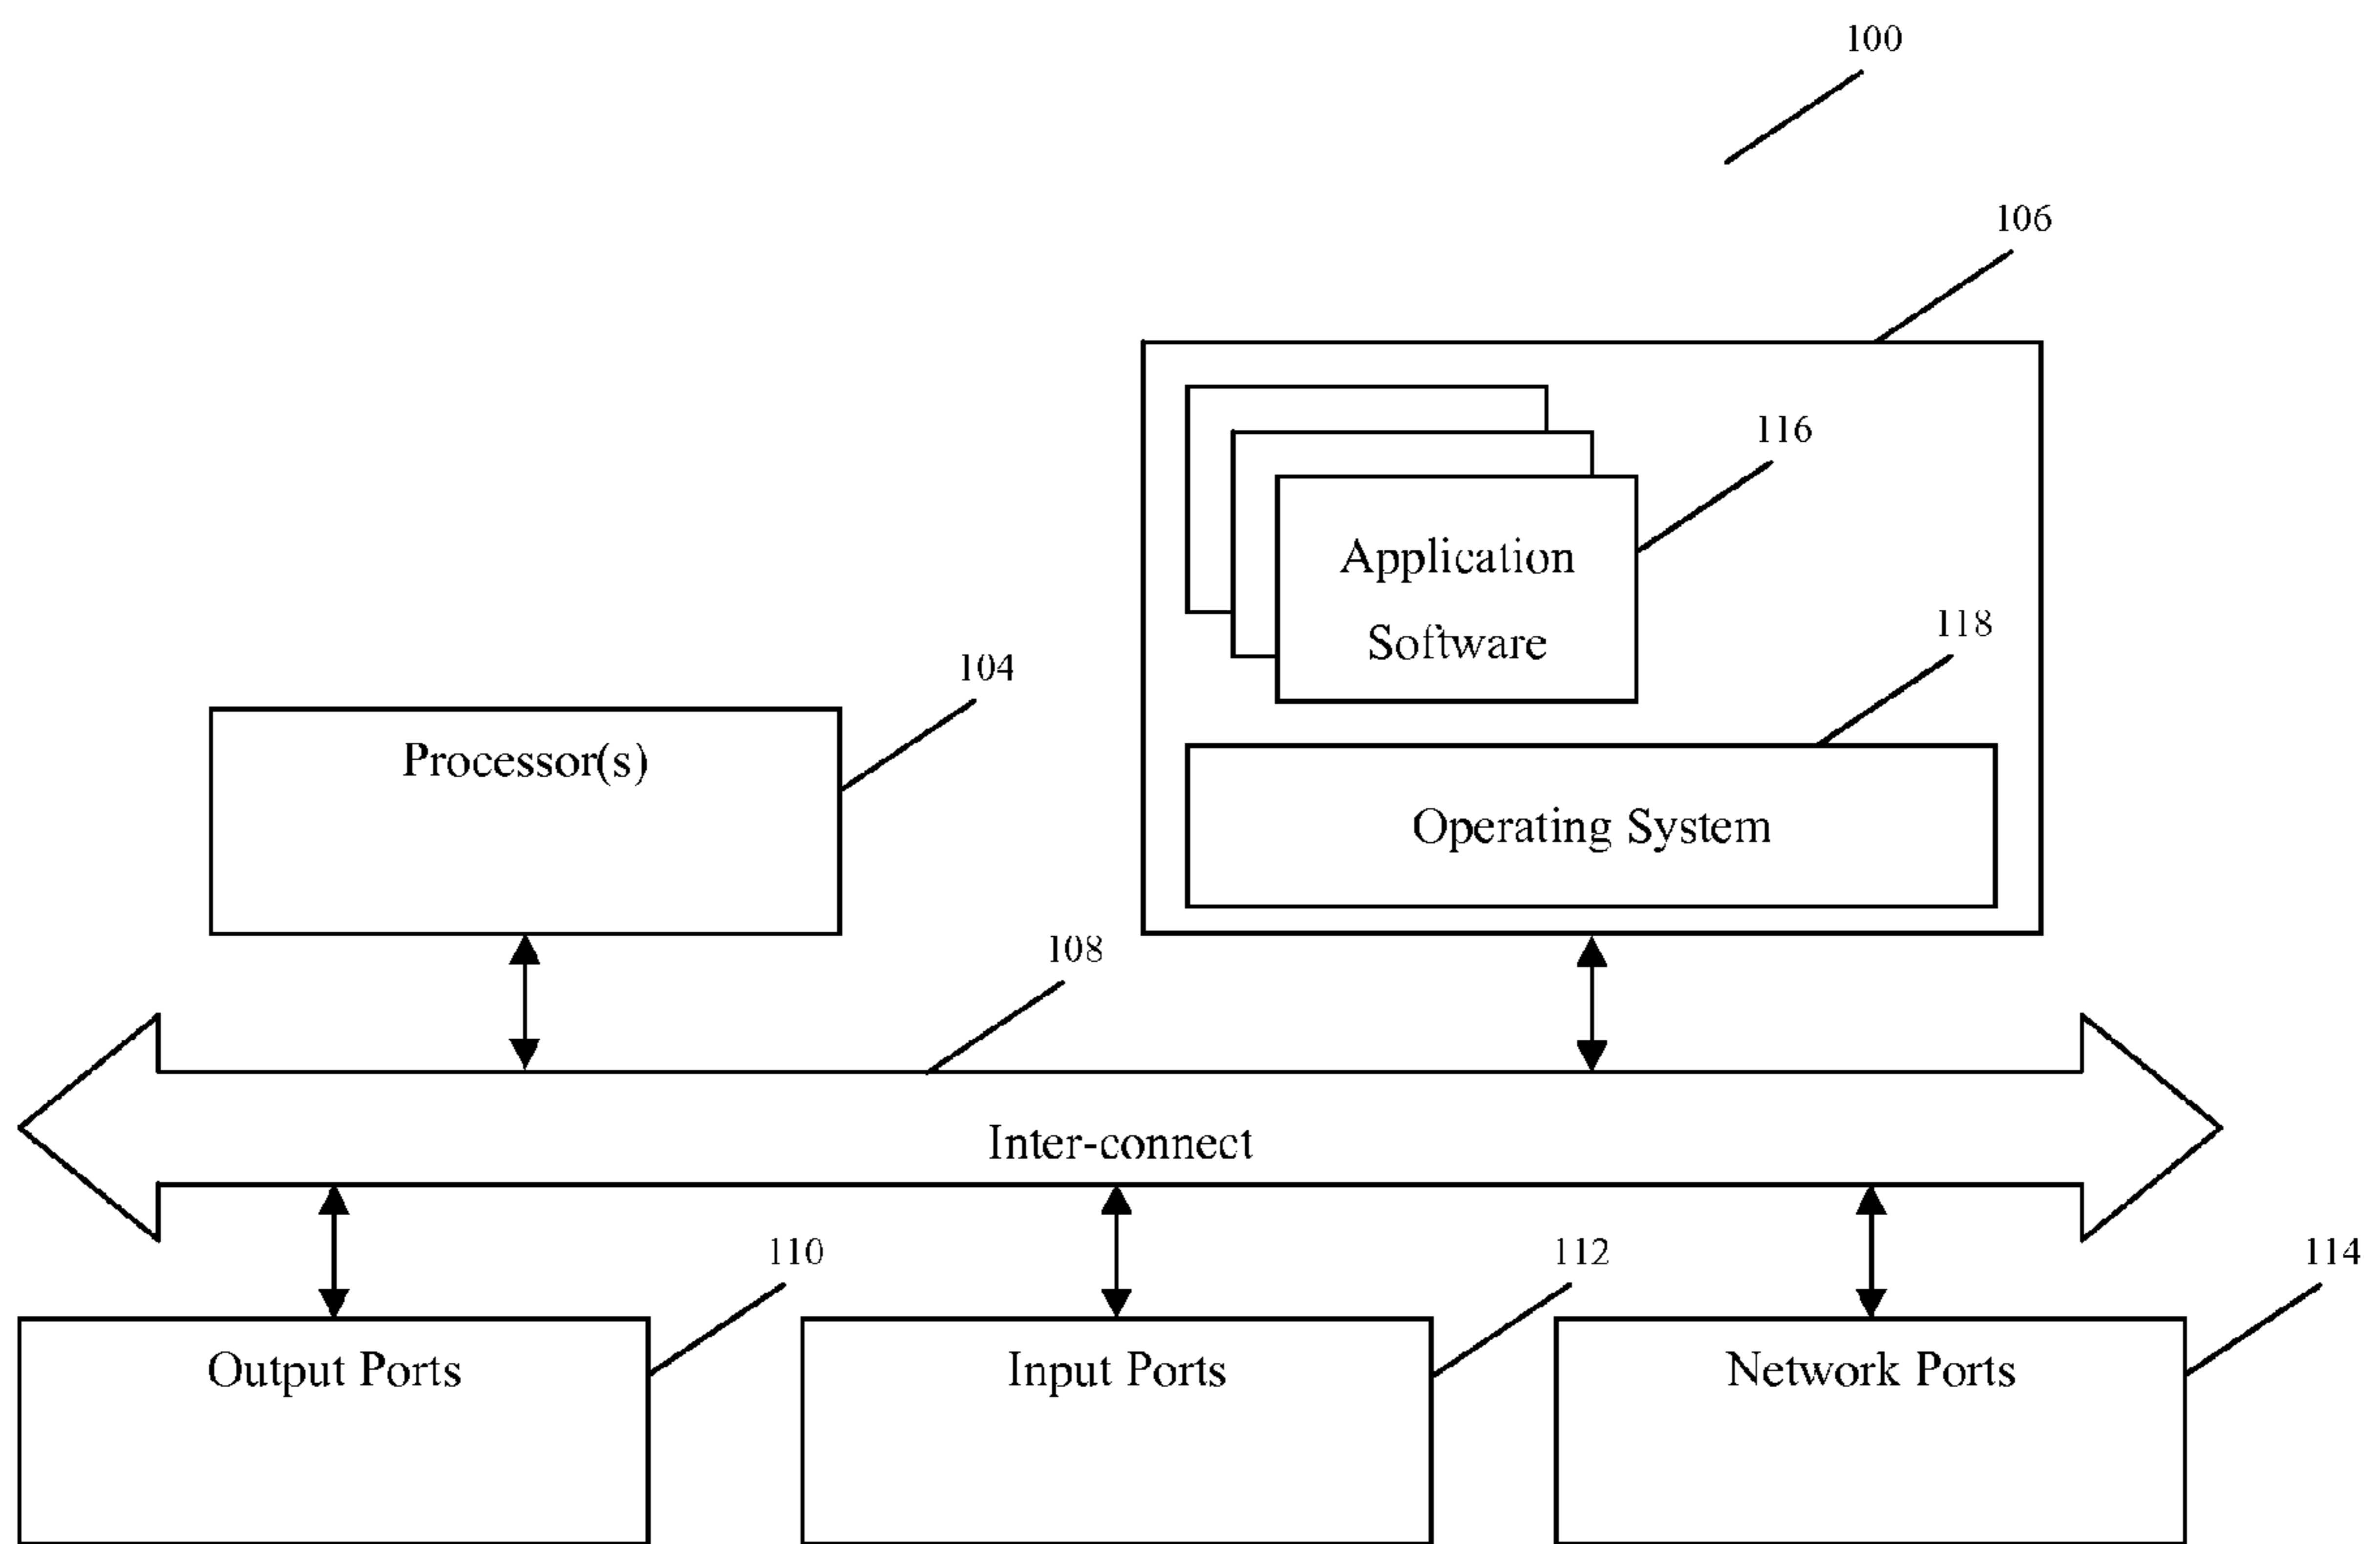 100
106
116
Application
Software
118
104
Processor(s)
Operating System
108
Inter-connect
110
112
114
Output Ports
Input Ports
Network Ports